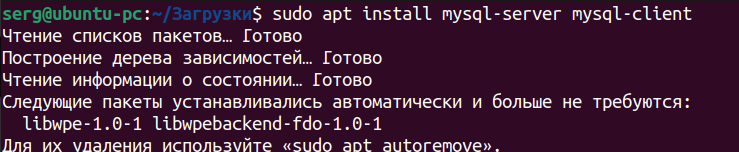 serg@ubuntu-pc:~/Загрузки$ sudo apt install mysql-server mysql-client
Чтение списков пакетов… Готово
Построение дерева зависимостей… Готово
Чтение информации о состоянии… Готово
Следующие пакеты устанавливались автоматически и больше не требуются:
  libwpe-1.0-1 libwpebackend-fdo-1.0-1
Для их удаления используйте «sudo apt autoremove».